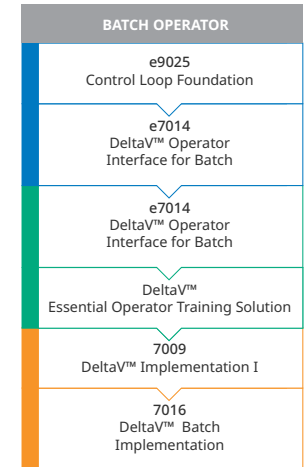 BATCH OPERATOR
e9025
Control Loop Foundation
e7014
DeltaV™ Operator
Interface for Batch
e7014
DeltaV™ Operator
Interface for Batch
DeltaV™
Essential Operator Training Solution
7009
DeltaV™ Implementation I
7016
DeltaV™ Batch
Implementation